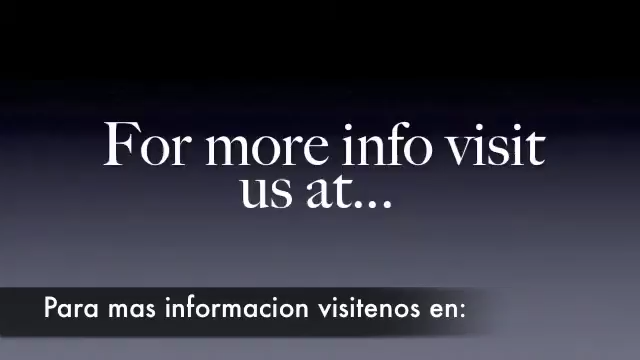 For more info visit
us at...
Para mas informacion visitenos en: